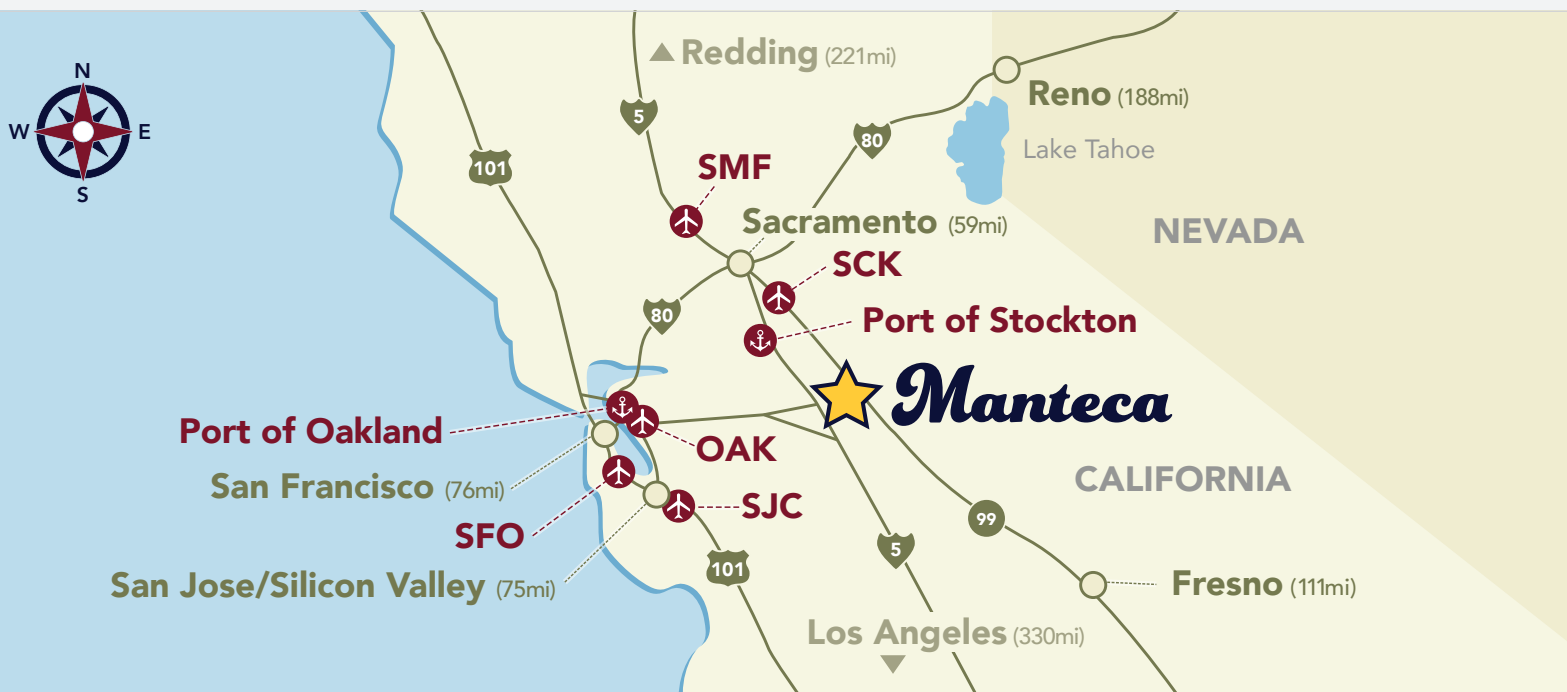 Redding (221mi)
N
W
E
S
5
80
Reno (188mi)
Lake Tahoe
101
SMF
Sacramento (59mi)
NEVADA
SCK
80
Port of Stockton
Manteca
Port of Oakland
OAK
San Francisco (76mi)
CALIFORNIA
SJC
SFO
99
5
101
San Jose/Silicon Valley (75mi)
Fresno (111mi)
Los Angeles (330mi)